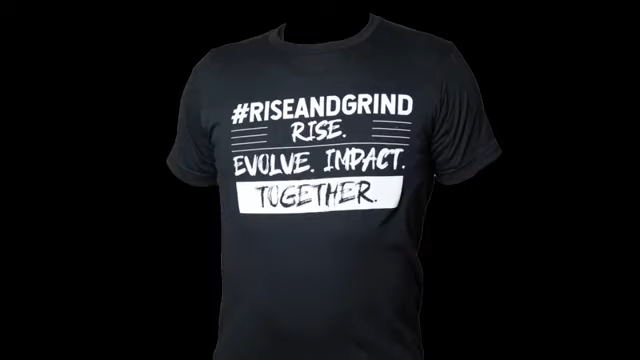 #RISEANDGRIND
RISE.
EVOLVE. IMPACT.
TOGETHER.